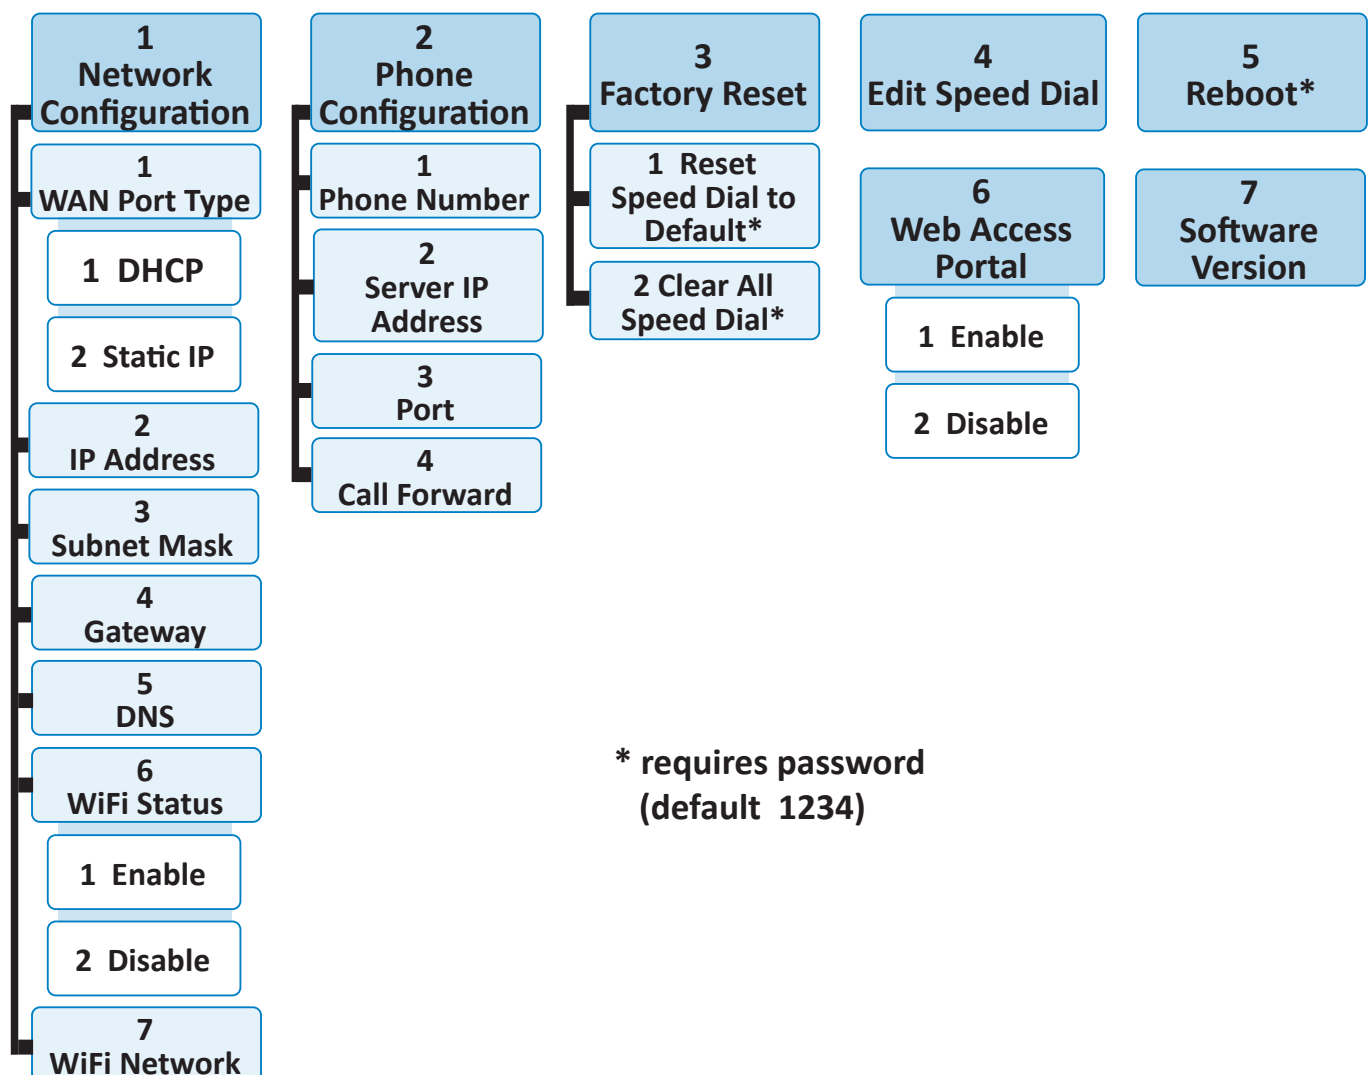 1
Network
Configuration
1
WAN Port Type
1 DHCP
2 Static IP
2
IP Address
3
Subnet Mask
4
Gateway
5
DNS
6
WiFi Status
1 Enable
2 Disable
7
WiFi Network
2
Phone
Configuration
1
Phone Number
2
Server IP
Address
3
Port
4
Call Forward
3
Factory Reset
1 Reset
Speed Dial to
Default*
2 Clear All
Speed Dial*
4
Edit Speed Dial
5
Reboot*
6
Web Access
Portal
1 Enable
2 Disable
7
Software
Version
* requires password
(default 1234)